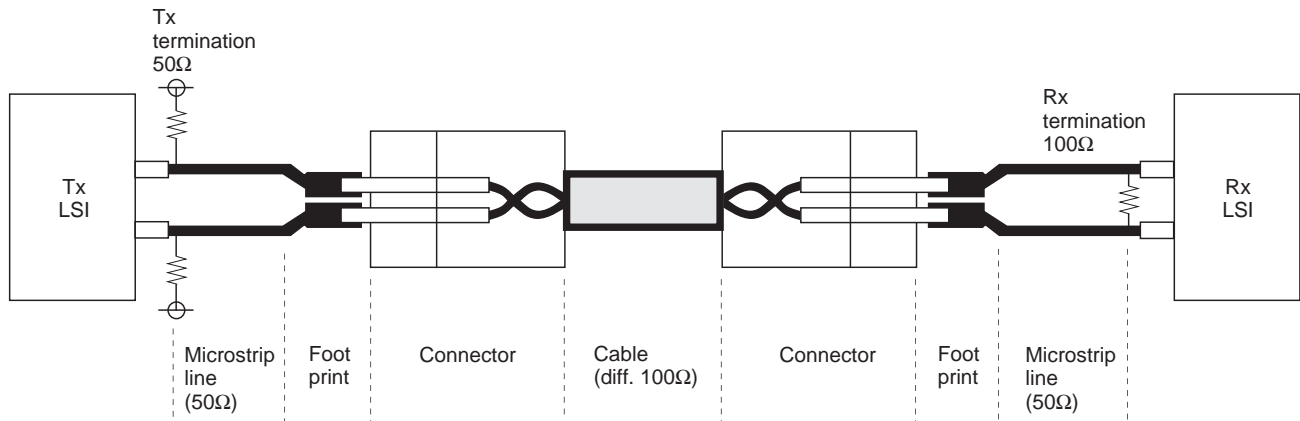 Tx
termination
50Ω
Rx
termination
100Ω
Tx
LSI
Rx
LSI
Microstrip
line
(50Ω)
Foot
print
Connector
Cable
(diff. 100Ω)
Connector
Foot
print
Microstrip
line
(50Ω)